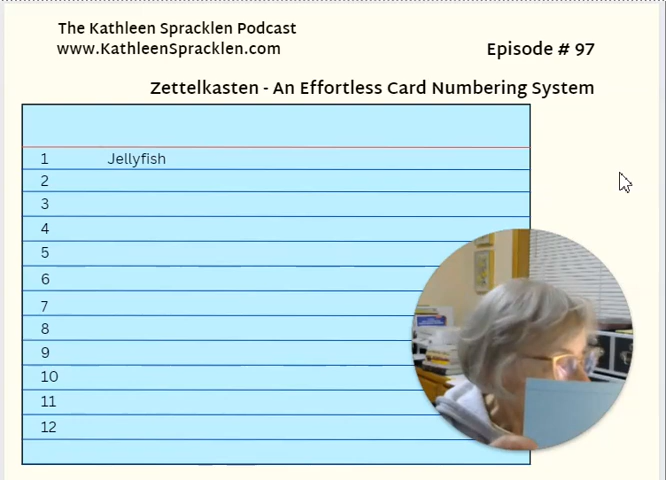 The Kathleen Spracklen Podcast
www.KathleenSpracklen.com
Episode # 97
Zettelkasten - An Effortless Card Numbering System
1 Jellyfish
2
3
4
5
6
7
8
9
10
11
12